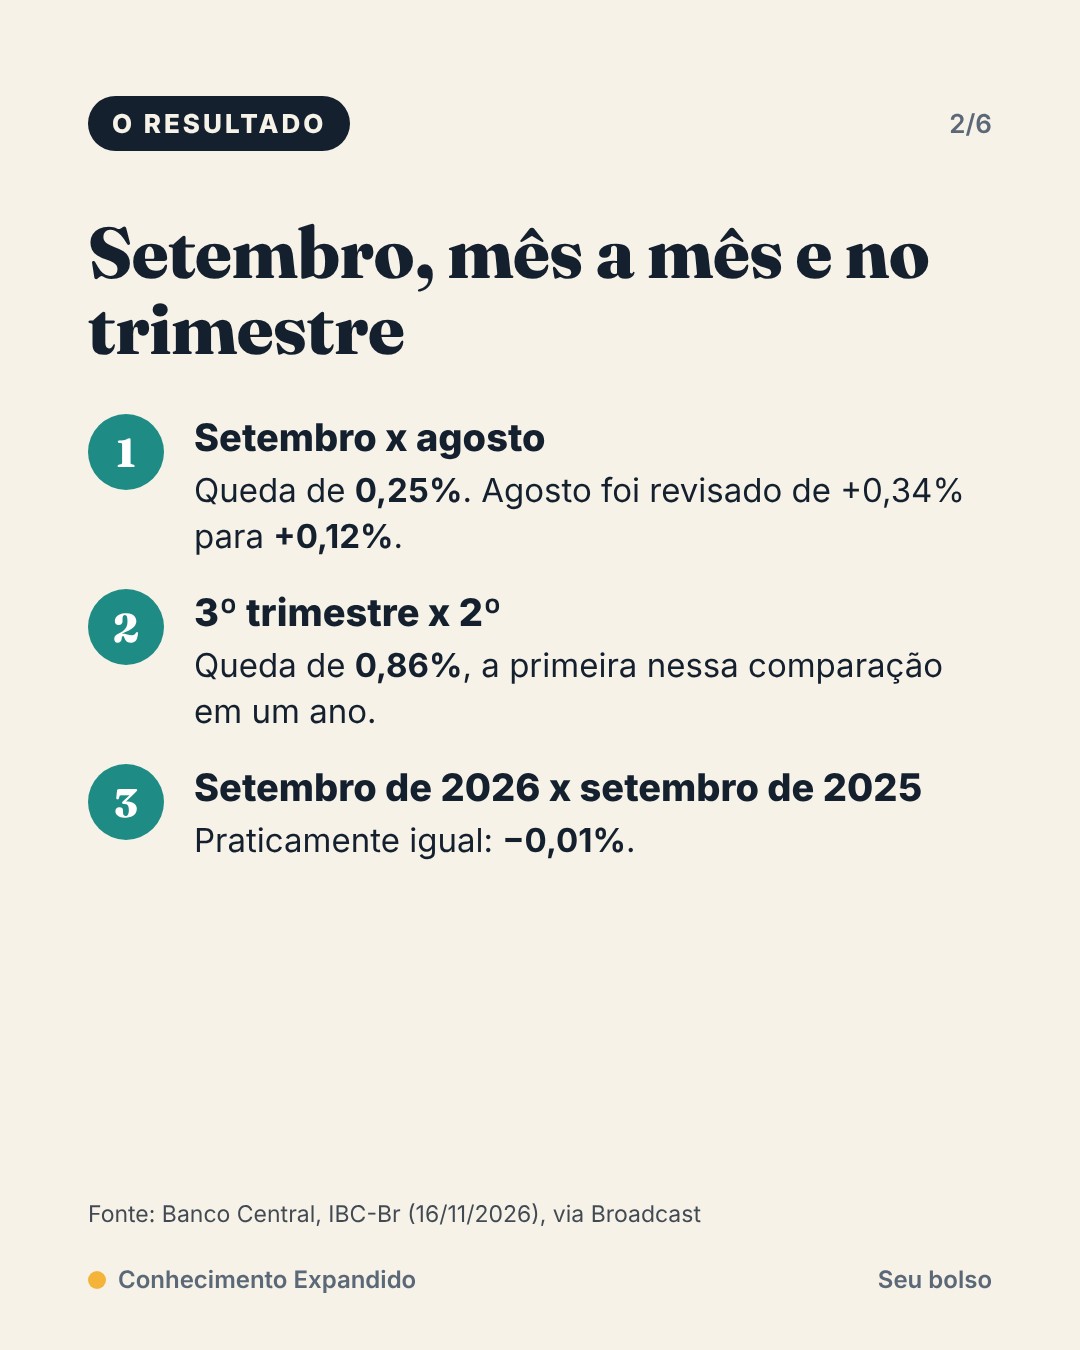 O RESULTADO
2/6
Setembro, mês a mês e no
trimestre
1
Setembro x agosto
Queda de 0,25%. Agosto foi revisado de +0,34%
para +0,12%.
2
3º trimestre x 2º
Queda de 0,86%, a primeira nessa comparação
em um ano.
3
Setembro de 2026 x setembro de 2025
Praticamente igual: −0,01%.
Fonte: Banco Central, IBC-Br (16/11/2026), via Broadcast
Conhecimento Expandido
Seu bolso